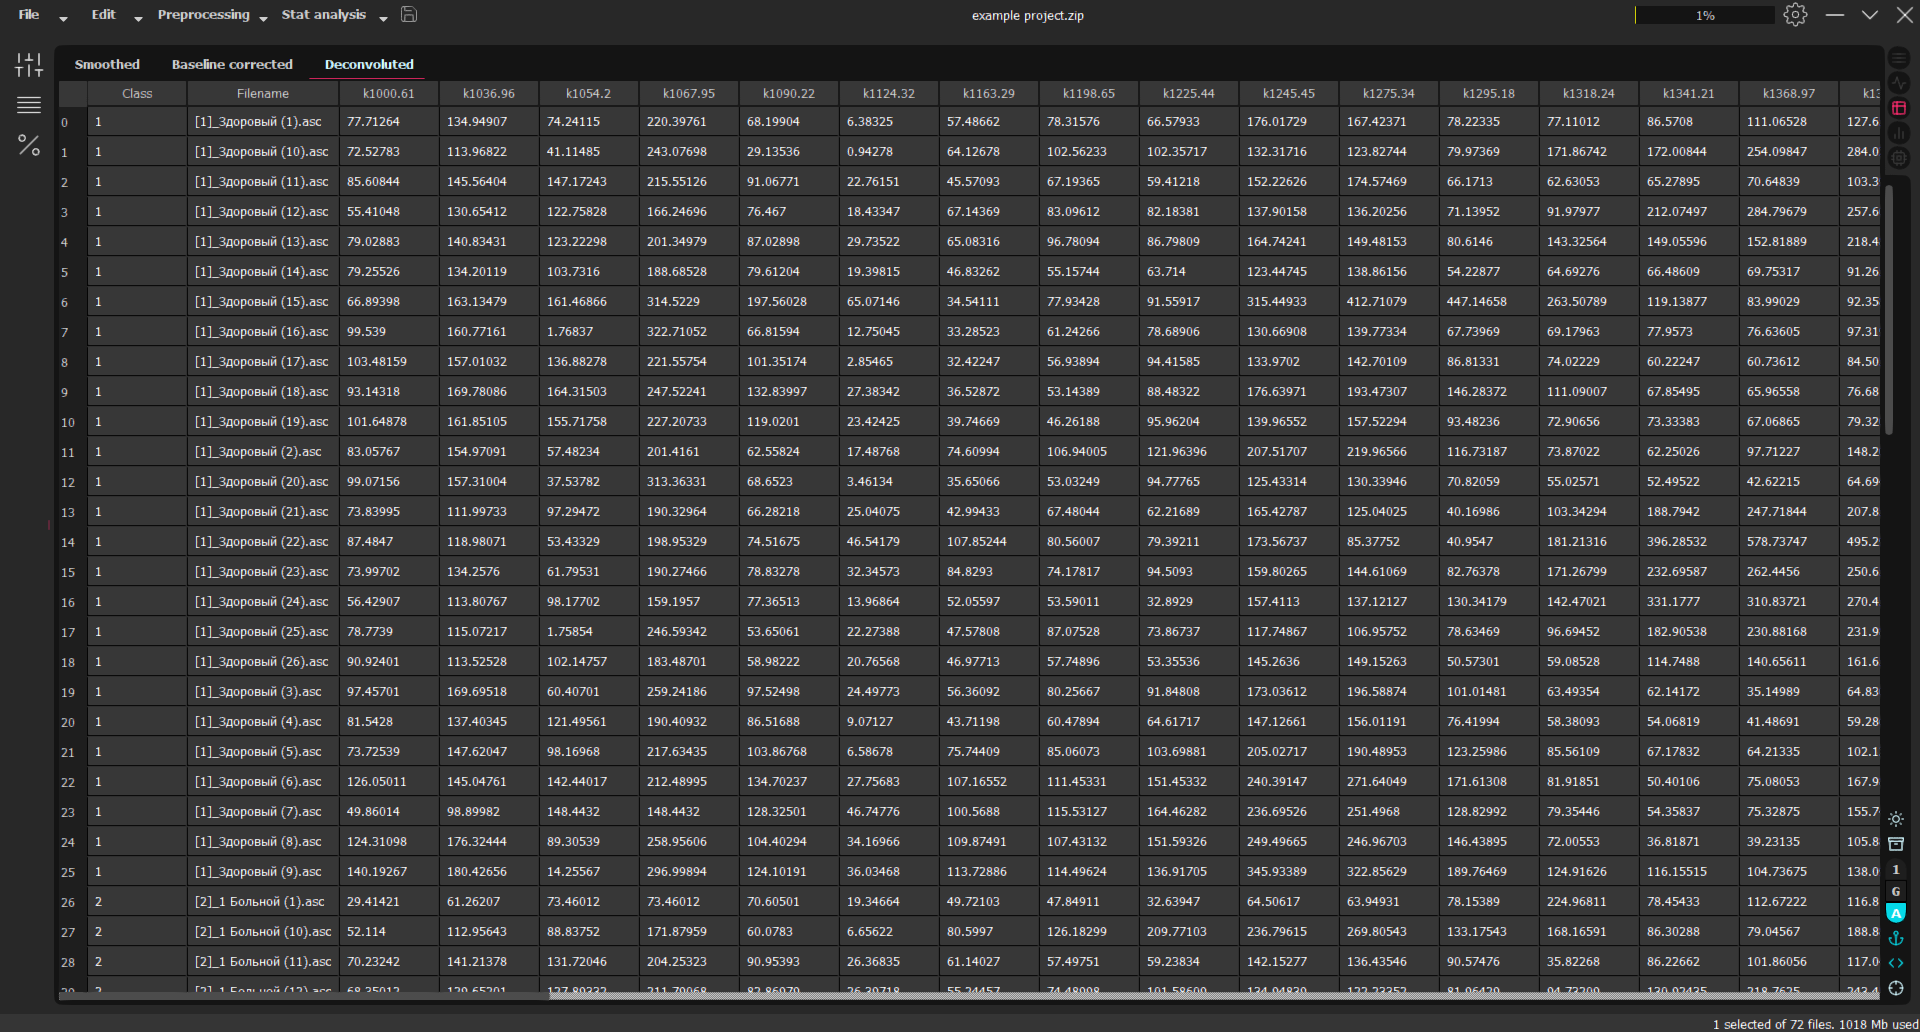 File Edit Preprocessing Stat analysis example project.zip 1%
Smoothed Baseline corrected Deconvoluted
Class Filename k1000.61 k1036.96 k1054.2 k1067.95 k1090.22 k1124.32 k1163.29 k1198.65 k1225.44 k1245.45 k1275.34 k1295.18 k1318.24 k1341.21 k1368.97 k13
0 1 [1]_Здоровый (1).asc 77.71264 134.94907 74.24115 220.39761 68.19904 6.38325 57.48662 78.31576 66.57933 176.01729 167.42371 78.22335 77.11012 86.5708 111.06528 127.6
1 1 [1]_Здоровый (10).asc 72.52783 113.96822 41.11485 243.07698 29.13536 0.94278 64.12678 102.56233 102.35717 132.31716 123.82744 79.97369 171.86742 172.00844 254.09847 284.0
2 1 [1]_Здоровый (11).asc 85.60844 145.56404 147.17243 215.55126 91.06771 22.76151 45.57093 67.19365 59.41218 152.22626 174.57469 66.1713 62.63053 65.27895 70.64839 103.3
3 1 [1]_Здоровый (12).asc 55.41048 130.65412 122.75828 166.24696 76.467 18.43347 67.14369 83.09612 82.18381 137.90158 136.20256 71.13952 91.97977 212.07497 284.79679 257.6
4 1 [1]_Здоровый (13).asc 79.02883 140.83431 123.22298 201.34979 87.02898 29.73522 65.08316 96.78094 86.79809 164.74241 149.48153 80.6146 143.32564 149.05596 152.81889 218.4
5 1 [1]_Здоровый (14).asc 79.25526 134.20119 103.7316 188.68528 79.61204 19.39815 46.83262 55.15744 63.714 123.44745 138.86156 54.22877 64.69276 66.48609 69.75317 91.26
6 1 [1]_Здоровый (15).asc 66.89398 163.13479 161.46866 314.5229 197.56028 65.07146 34.54111 77.93428 91.55917 315.44933 412.71079 447.14658 263.50789 119.13877 83.99029 92.35
7 1 [1]_Здоровый (16).asc 99.539 160.77161 1.76837 322.71052 66.81594 12.75045 33.28523 61.24266 78.68906 130.66908 139.77334 67.73969 69.17963 77.9573 76.63605 97.31
8 1 [1]_Здоровый (17).asc 103.48159 157.01032 136.88278 221.55754 101.35174 2.85465 32.42247 56.93894 94.41585 133.9702 142.70109 86.81331 74.02229 60.22247 60.73612 84.50
9 1 [1]_Здоровый (18).asc 93.14318 169.78086 164.31503 247.52241 132.83997 27.38342 36.52872 53.14389 88.48322 176.63971 193.47307 146.28372 111.09007 67.85495 65.96558 76.68
10 1 [1]_Здоровый (19).asc 101.64878 161.85105 155.71758 227.20733 119.0201 23.42425 39.74669 46.26188 95.96204 139.96552 157.52294 93.48236 72.90656 73.33383 67.06865 79.32
11 1 [1]_Здоровый (2).asc 83.05767 154.97091 57.48234 201.4161 62.55824 17.48768 74.60994 106.94005 121.96396 207.51707 219.96566 116.73187 73.87022 62.25026 97.71227 148.2
12 1 [1]_Здоровый (20).asc 99.07156 157.31004 37.53782 313.36331 68.6523 3.46134 35.65066 53.03249 94.77765 125.43314 130.33946 70.82059 55.02571 52.49522 42.62215 64.69
13 1 [1]_Здоровый (21).asc 73.83995 111.99733 97.29472 190.32964 66.28218 25.04075 42.99433 67.48044 62.21689 165.42787 125.04025 40.16986 103.34294 188.7942 247.71844 207.8
14 1 [1]_Здоровый (22).asc 87.4847 118.98071 53.43329 198.95329 74.51675 46.54179 107.85244 80.56007 79.39211 173.56737 85.37752 40.9547 181.21316 396.28532 578.73747 495.2
15 1 [1]_Здоровый (23).asc 73.99702 134.2576 61.79531 190.27466 78.83278 32.34573 84.8293 74.17817 94.5093 159.80265 144.61069 82.76378 171.26799 232.69587 262.4456 250.6
16 1 [1]_Здоровый (24).asc 56.42907 113.80767 98.17702 159.1957 77.36513 13.96864 52.05597 53.59011 32.8929 157.4113 137.12127 130.34179 142.47021 331.1777 310.83721 270.4
17 1 [1]_Здоровый (25).asc 78.7739 115.07217 1.75854 246.59342 53.65061 22.27388 47.57808 87.07528 73.86737 117.74867 106.95752 78.63469 96.69452 182.90538 230.88168 231.9
18 1 [1]_Здоровый (26).asc 90.92401 113.52528 102.14757 183.48701 58.98222 20.76568 46.97713 57.74896 53.35536 145.2636 149.15263 50.57301 59.08528 114.7488 140.65611 161.6
19 1 [1]_Здоровый (3).asc 97.45701 169.69518 60.40701 259.24186 97.52498 24.49773 56.36092 80.25667 91.84808 173.03612 196.58874 101.01481 63.49354 62.14172 35.14989 64.83
20 1 [1]_Здоровый (4).asc 81.5428 137.40345 121.49561 190.40932 86.51688 9.07127 43.71198 60.47894 64.61717 147.12661 156.01191 76.41994 58.38093 54.06819 41.48691 59.28
21 1 [1]_Здоровый (5).asc 73.72539 147.62047 98.16968 217.63435 103.86768 6.58678 75.74409 85.06073 103.69881 205.02717 190.48953 123.25986 85.56109 67.17832 64.21335 102.1
22 1 [1]_Здоровый (6).asc 126.05011 145.04761 142.44017 212.48995 134.70237 27.75683 107.16552 111.45331 151.45332 240.39147 271.64049 171.61308 81.91851 50.40106 75.08053 167.9
23 1 [1]_Здоровый (7).asc 49.86014 98.89982 148.4432 148.4432 128.32501 46.74776 100.5688 115.53127 164.46282 236.69526 251.4968 128.82992 79.35446 54.35837 75.32875 155.7
24 1 [1]_Здоровый (8).asc 124.31098 176.32444 89.30539 258.95606 104.40294 34.16966 109.87491 107.43132 151.59326 249.49665 246.96703 146.43895 72.00553 36.81871 39.23135 105.8
25 1 [1]_Здоровый (9).asc 140.19267 180.42656 14.25567 296.99894 124.10191 36.03468 113.72886 114.49624 136.91705 345.93389 322.85629 189.76469 124.91626 116.15515 104.73675 138.0
1
26 2 [2]_1 Больной (1).asc 29.41421 61.26207 73.46012 73.46012 70.60501 19.34664 49.72103 47.84911 32.63947 64.50617 63.94931 78.15389 224.96811 78.45433 112.67222 116.8
G
A
27 2 [2]_1 Больной (10).asc 52.114 112.95643 88.83752 171.87959 60.0783 6.65622 80.5997 126.18299 209.77103 236.79615 269.80543 133.17543 168.16591 86.30288 79.04567 188.8
28 2 [2]_1 Больной (11).asc 70.23242 141.21378 131.72046 204.25323 90.95393 26.36835 61.14027 57.49751 59.23834 142.15277 136.43546 90.57476 35.82268 86.22662 101.86056 117.0
1 selected of 72 files. 1018 Mb used